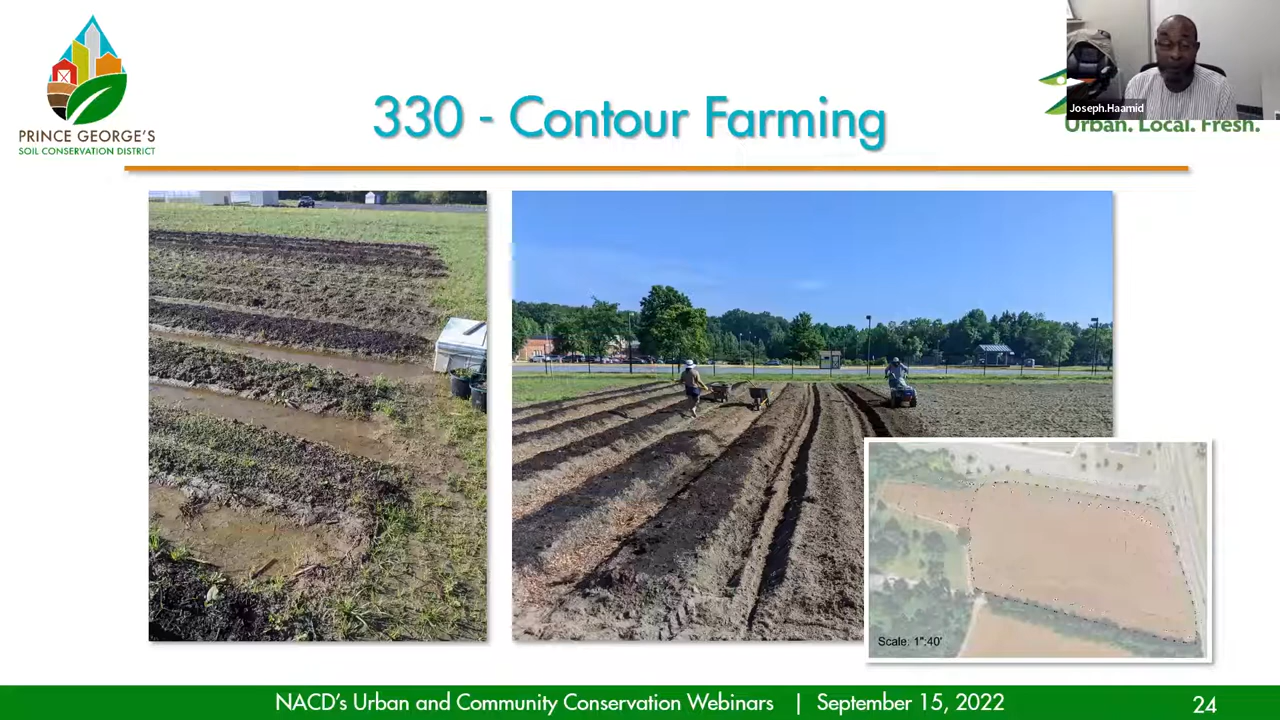 PRINCE GEORGE'S
SOIL CONSERVATION DISTRICT
330 - Contour Farming
Joseph.Haamid
Urban. Local. Fresh.
Scale: 1":40'
NACD's Urban and Community Conservation Webinars | September 15, 2022
24